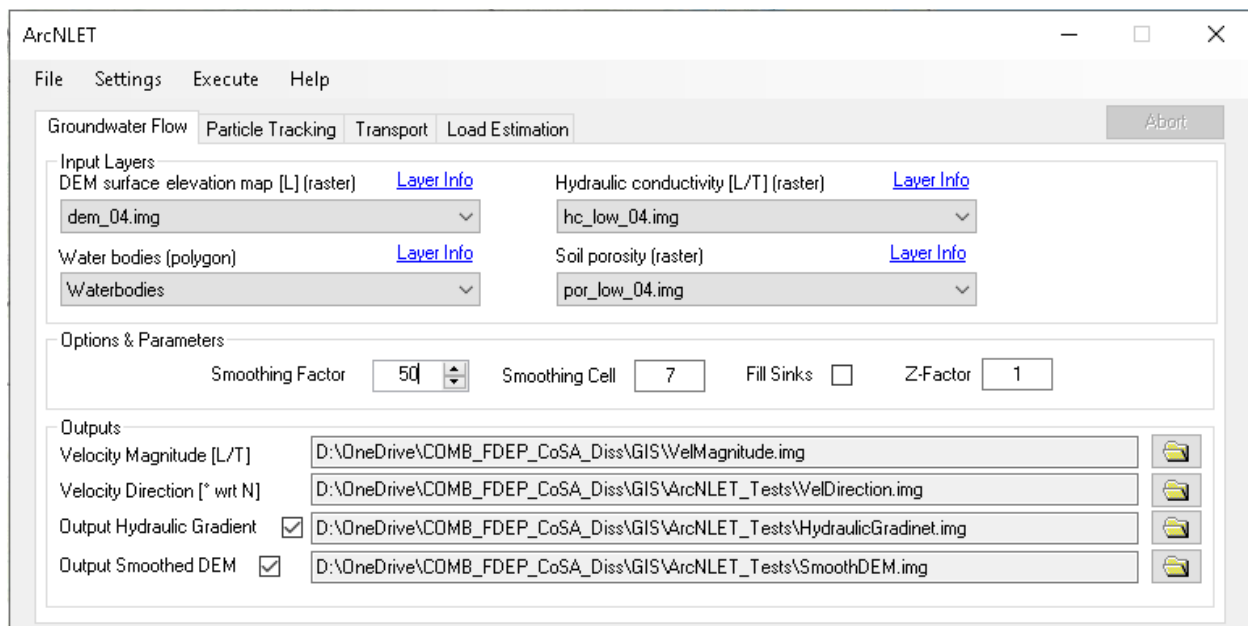 ArcNLET
File Settings Execute Help
Groundwater Flow Particle Tracking Transport Load Estimation Abort
Input Layers
DEM surface elevation map [L] (raster) Layer Info Hydraulic conductivity [L/T] (raster) Layer Info
dem_04.img hc_low_04.img
Water bodies (polygon) Layer Info Soil porosity (raster) Layer Info
Waterbodies por_low_04.img
Options & Parameters
Smoothing Factor 50 Smoothing Cell 7 Fill Sinks Z-Factor 1
Outputs
Velocity Magnitude [L/T] D:\OneDrive\COMB_FDEP_CoSA_Diss\GIS\VelMagnitude.img
Velocity Direction [° wrt N] D:\OneDrive\COMB_FDEP_CoSA_Diss\GIS\ArcNLET_Tests\VelDirection.img
Output Hydraulic Gradient D:\OneDrive\COMB_FDEP_CoSA_Diss\GIS\ArcNLET_Tests\HydraulicGradinet.img
Output Smoothed DEM D:\OneDrive\COMB_FDEP_CoSA_Diss\GIS\ArcNLET_Tests\SmoothDEM.img